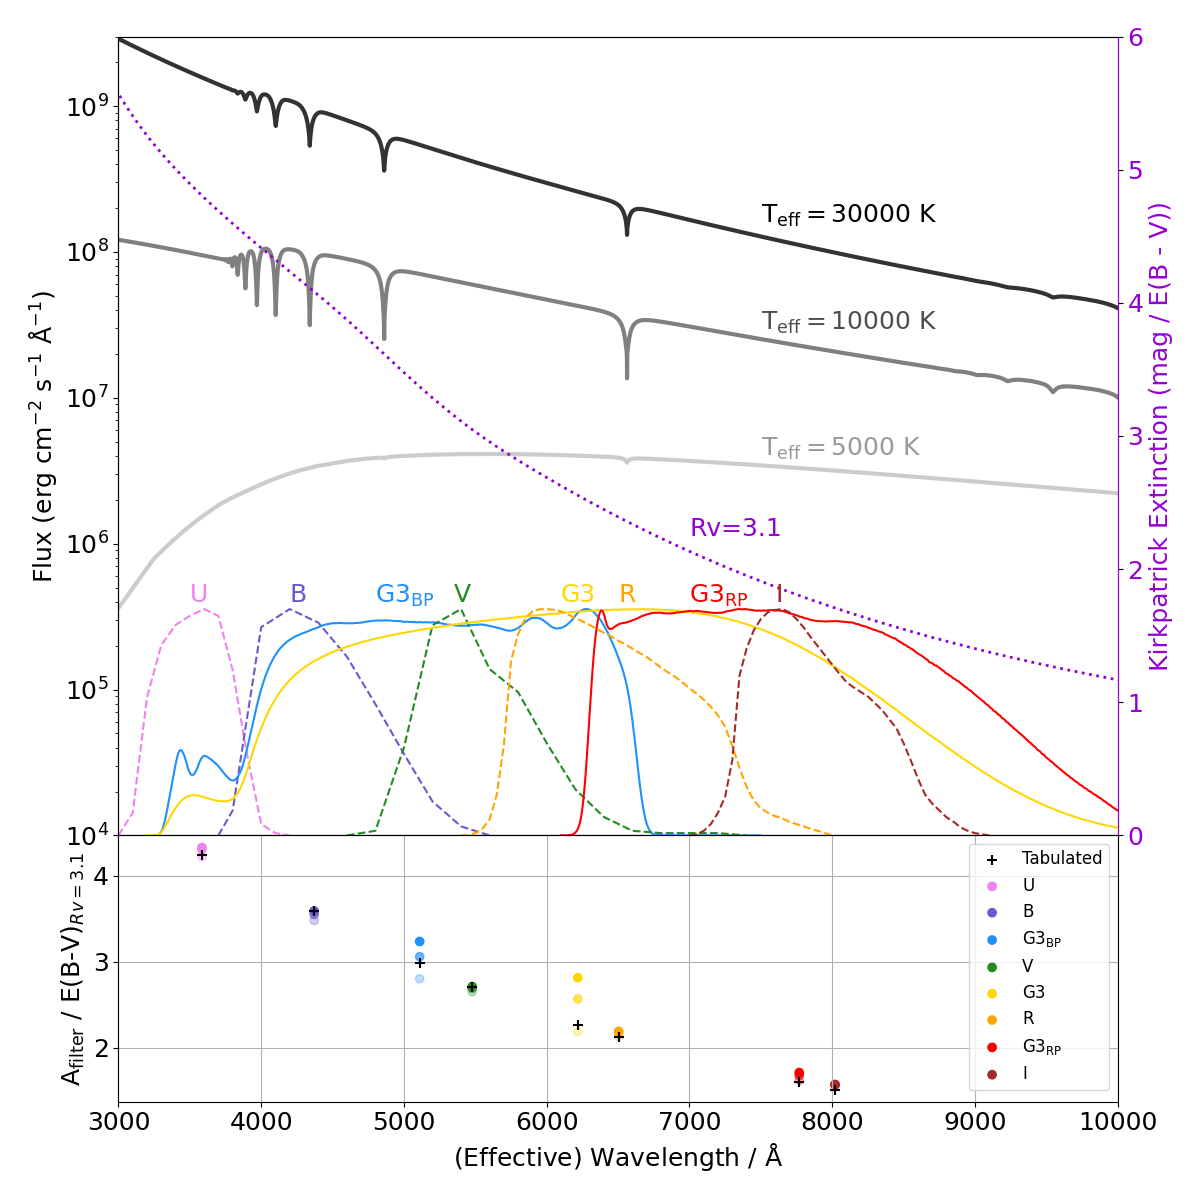 Flux (erg cm⁻² s⁻¹ Å⁻¹)
10⁹
10⁸
10⁷
10⁶
10⁵
10⁴
T_eff = 30000 K
T_eff = 10000 K
T_eff = 5000 K
Rv=3.1
U
B
G3_BP
V
G3
R
G3_RP
I
6
5
4
3
2
1
0
Kirkpatrick Extinction (mag / E(B - V))
A_filter / E(B-V)_Rv=3.1
4
3
2
Tabulated
U
B
G3_BP
V
G3
R
G3_RP
I
3000 4000 5000 6000 7000 8000 9000 10000
(Effective) Wavelength / Å